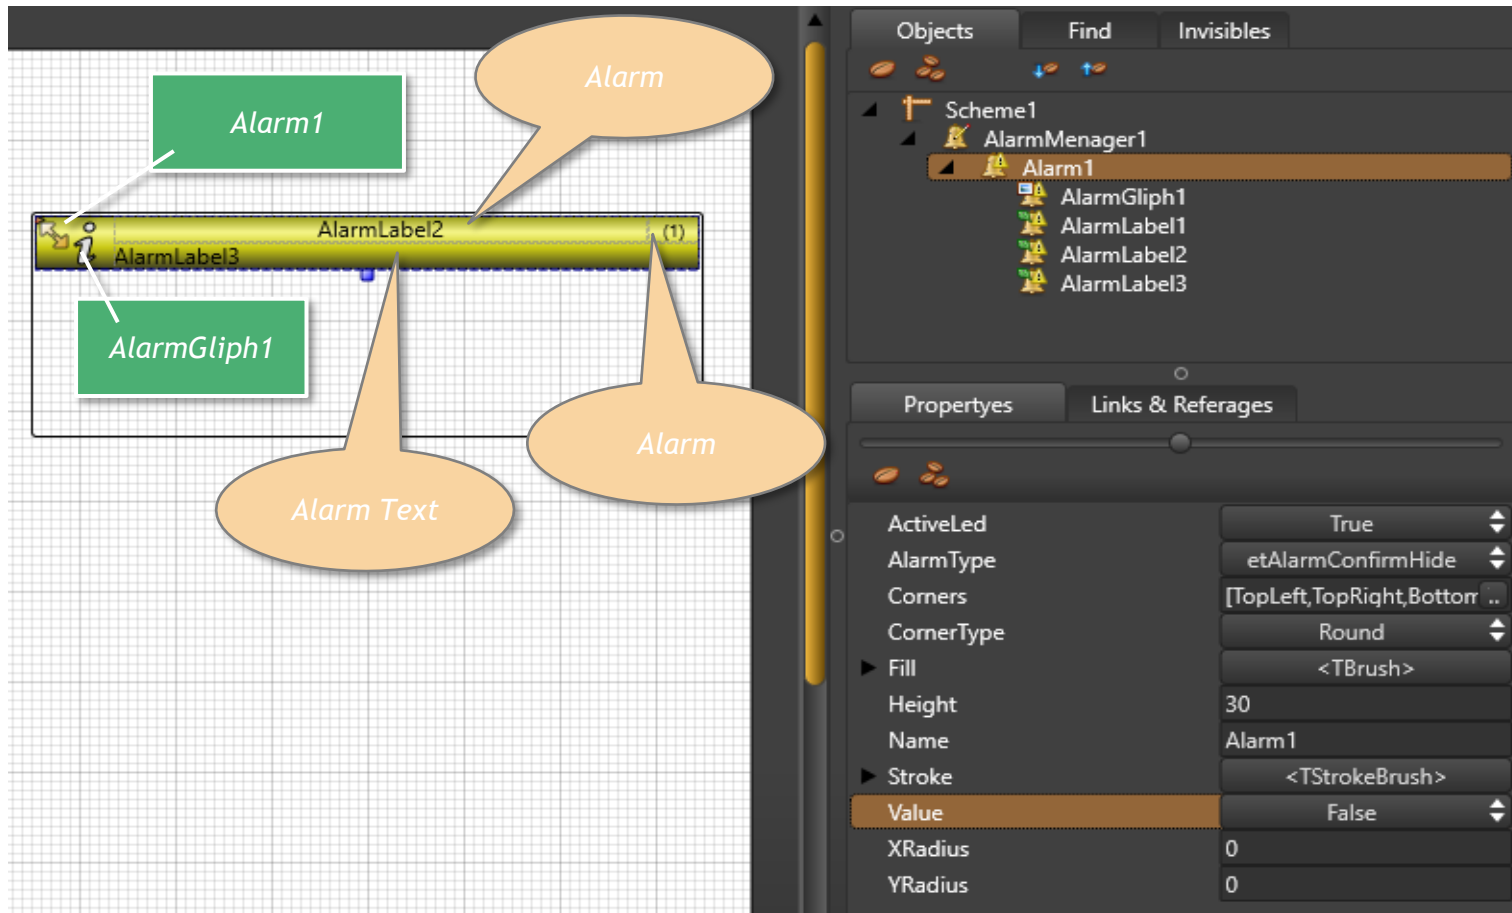 Alarm1
Alarm
AlarmLabel2
(1)
AlarmLabel3
AlarmGliph1
Alarm Text
Alarm
Objects
Find
Invisibles
Scheme1
AlarmMenager1
Alarm1
AlarmGliph1
AlarmLabel1
AlarmLabel2
AlarmLabel3
Propertyes
Links & Referages
ActiveLed True
AlarmType etAlarmConfirmHide
Corners [TopLeft,TopRight,Bottom ..
CornerType Round
Fill <TBrush>
Height 30
Name Alarm1
Stroke <TStrokeBrush>
Value False
XRadius 0
YRadius 0